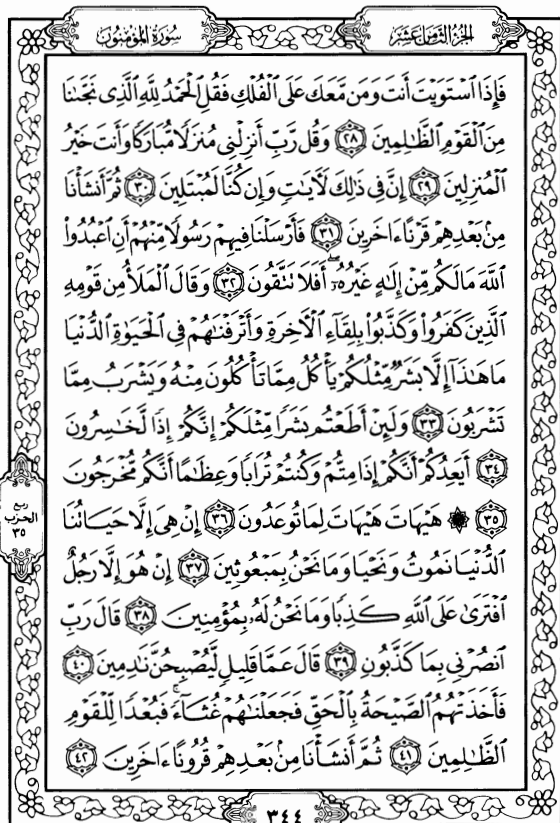 سُورَةُ المُؤْمِنُون
الجُزْءُ الثَّامِنَ عَشَرَ
فَإِذَا ٱسْتَوَيْتَ أَنتَ وَمَن مَّعَكَ عَلَى ٱلْفُلْكِ فَقُلِ ٱلْحَمْدُ لِلَّهِ ٱلَّذِى نَجَّىٰنَا
مِنَ ٱلْقَوْمِ ٱلظَّـٰلِمِينَ ٢٨ وَقُل رَّبِّ أَنزِلْنِى مُنزَلًا مُّبَارَكًا وَأَنتَ خَيْرُ
ٱلْمُنزِلِينَ ٢٩ إِنَّ فِى ذَٰلِكَ لَـَٔايَـٰتٍ وَإِن كُنَّا لَمُبْتَلِينَ ٣٠ ثُمَّ أَنشَأْنَا
مِنۢ بَعْدِهِمْ قَرْنًا ءَاخَرِينَ ٣١ فَأَرْسَلْنَا فِيهِمْ رَسُولًا مِّنْهُمْ أَنِ ٱعْبُدُوا۟
ٱللَّهَ مَا لَكُم مِّنْ إِلَـٰهٍ غَيْرُهُۥٓ ۖ أَفَلَا تَتَّقُونَ ٣٢ وَقَالَ ٱلْمَلَأُ مِن قَوْمِهِ
ٱلَّذِينَ كَفَرُوا۟ وَكَذَّبُوا۟ بِلِقَآءِ ٱلْـَٔاخِرَةِ وَأَتْرَفْنَـٰهُمْ فِى ٱلْحَيَوٰةِ ٱلدُّنْيَا
مَا هَـٰذَآ إِلَّا بَشَرٌ مِّثْلُكُمْ يَأْكُلُ مِمَّا تَأْكُلُونَ مِنْهُ وَيَشْرَبُ مِمَّا
تَشْرَبُونَ ٣٣ وَلَئِنْ أَطَعْتُم بَشَرًا مِّثْلَكُمْ إِنَّكُمْ إِذًا لَّخَـٰسِرُونَ
٣٤ أَيَعِدُكُمْ أَنَّكُمْ إِذَا مِتُّمْ وَكُنتُمْ تُرَابًا وَعِظَـٰمًا أَنَّكُم مُّخْرَجُونَ
٣٥ ۞ هَيْهَاتَ هَيْهَاتَ لِمَا تُوعَدُونَ ٣٦ إِنْ هِىَ إِلَّا حَيَاتُنَا
ٱلدُّنْيَا نَمُوتُ وَنَحْيَا وَمَا نَحْنُ بِمَبْعُوثِينَ ٣٧ إِنْ هُوَ إِلَّا رَجُلٌ
ٱفْتَرَىٰ عَلَى ٱللَّهِ كَذِبًا وَمَا نَحْنُ لَهُۥ بِمُؤْمِنِينَ ٣٨ قَالَ رَبِّ
ٱنصُرْنِى بِمَا كَذَّبُونِ ٣٩ قَالَ عَمَّا قَلِيلٍ لَّيُصْبِحُنَّ نَـٰدِمِينَ ٤٠
فَأَخَذَتْهُمُ ٱلصَّيْحَةُ بِٱلْحَقِّ فَجَعَلْنَـٰهُمْ غُثَآءً ۚ فَبُعْدًا لِّلْقَوْمِ
ٱلظَّـٰلِمِينَ ٤١ ثُمَّ أَنشَأْنَا مِنۢ بَعْدِهِمْ قُرُونًا ءَاخَرِينَ ٤٢
ربع
الحزب
٣٥
٣٤٤